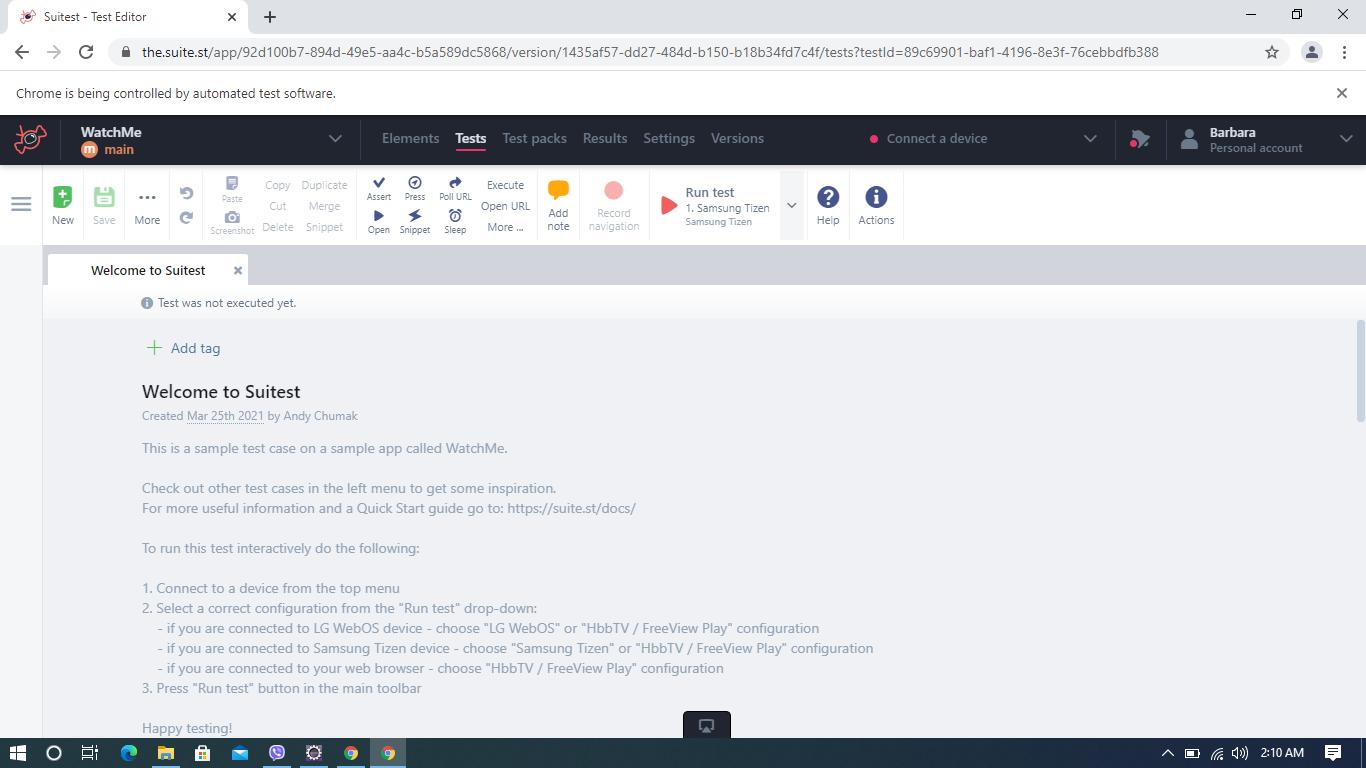 Suitest - Test Editor
the.suite.st/app/92d100b7-894d-49e5-aa4c-b5a589dc5868/version/1435af57-dd27-484d-b150-b18b34fd7c4f/tests?testId=89c69901-baf1-4196-8e3f-76cebbdfb388
Chrome is being controlled by automated test software.
WatchMe
m main
Elements Tests Test packs Results Settings Versions
Connect a device
Barbara
Personal account
New
Save
More
Paste
Screenshot
Copy Duplicate
Cut Merge
Delete Snippet
Assert Press Poll URL Execute
Open URL
Open Snippet Sleep More ...
Add note
Record navigation
Run test
1. Samsung Tizen
Samsung Tizen
Help
Actions
Welcome to Suitest
Test was not executed yet.
Add tag
Welcome to Suitest
Created Mar 25th 2021 by Andy Chumak
This is a sample test case on a sample app called WatchMe.
Check out other test cases in the left menu to get some inspiration.
For more useful information and a Quick Start guide go to: https://suite.st/docs/
To run this test interactively do the following:
1. Connect to a device from the top menu
2. Select a correct configuration from the "Run test" drop-down:
- if you are connected to LG WebOS device - choose "LG WebOS" or "HbbTV / FreeView Play" configuration
- if you are connected to Samsung Tizen device - choose "Samsung Tizen" or "HbbTV / FreeView Play" configuration
- if you are connected to your web browser - choose "HbbTV / FreeView Play" configuration
3. Press "Run test" button in the main toolbar
Happy testing!
2:10 AM